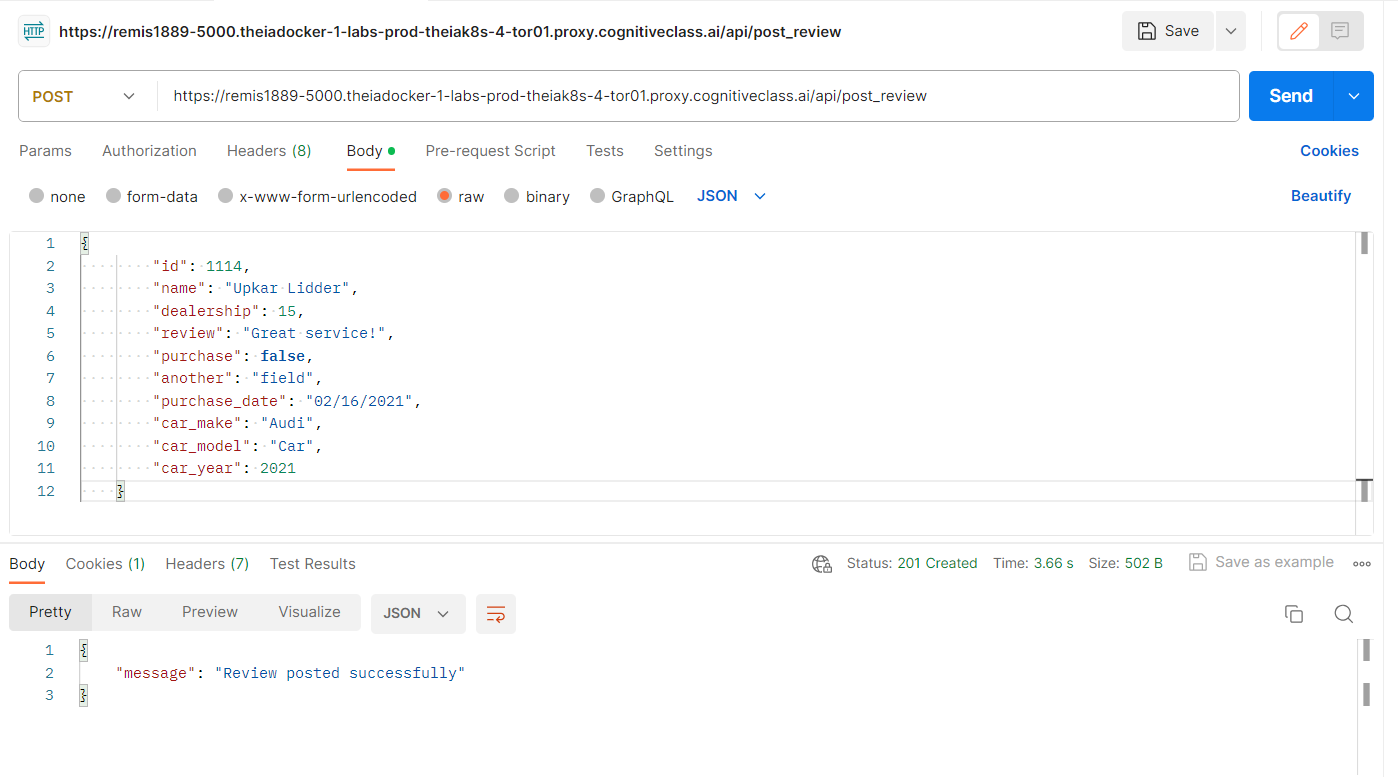 HTTP https://remis1889-5000.theiadocker-1-labs-prod-theiak8s-4-tor01.proxy.cognitiveclass.ai/api/post_review Save
POST https://remis1889-5000.theiadocker-1-labs-prod-theiak8s-4-tor01.proxy.cognitiveclass.ai/api/post_review Send
Params Authorization Headers (8) Body Pre-request Script Tests Settings Cookies
none form-data x-www-form-urlencoded raw binary GraphQL JSON Beautify
1 {
2 "id": 1114,
3 "name": "Upkar Lidder",
4 "dealership": 15,
5 "review": "Great service!",
6 "purchase": false,
7 "another": "field",
8 "purchase_date": "02/16/2021",
9 "car_make": "Audi",
10 "car_model": "Car",
11 "car_year": 2021
12 }
Body Cookies (1) Headers (7) Test Results Status: 201 Created Time: 3.66 s Size: 502 B Save as example
Pretty Raw Preview Visualize JSON
1 {
2 "message": "Review posted successfully"
3 }